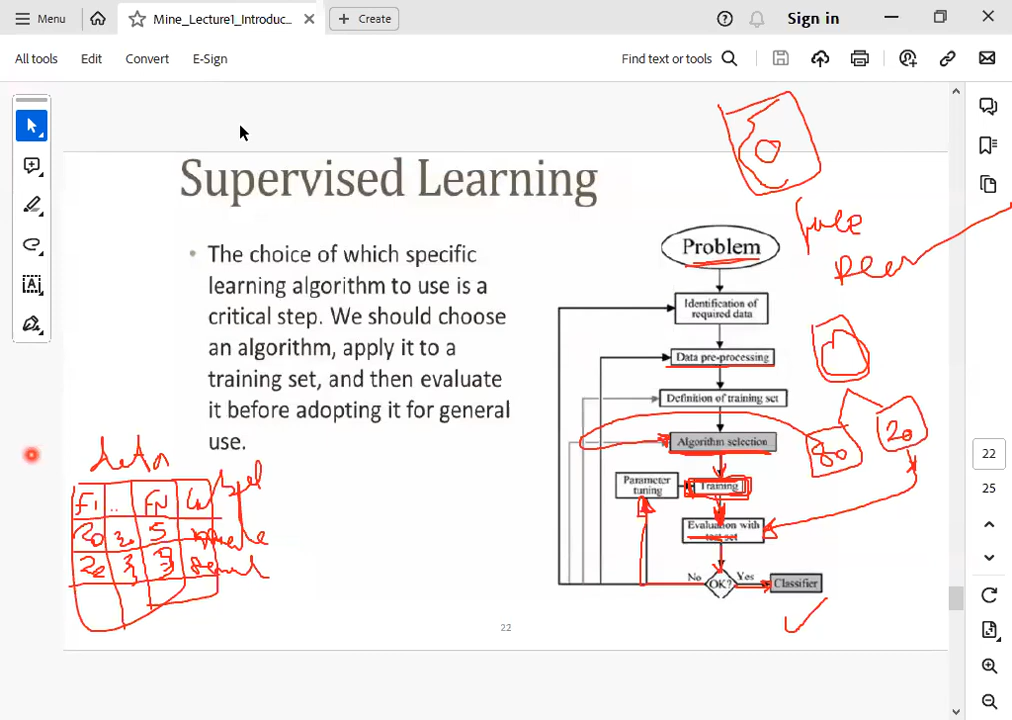 Menu
Mine_Lecture1_Introduc...
Create
Sign in
All tools
Edit
Convert
E-Sign
Find text or tools
Supervised Learning
• The choice of which specific
learning algorithm to use is a
critical step. We should choose
an algorithm, apply it to a
training set, and then evaluate
it before adopting it for general
use.
Problem
Identification of
required data
Data pre-processing
Definition of training set
Algorithm selection
Parameter
tuning
Training
Evaluation with
test set
No
OK?
Yes
Classifier
80
20
data
F1 .. FN
20 5
20 3 3
22
22
25